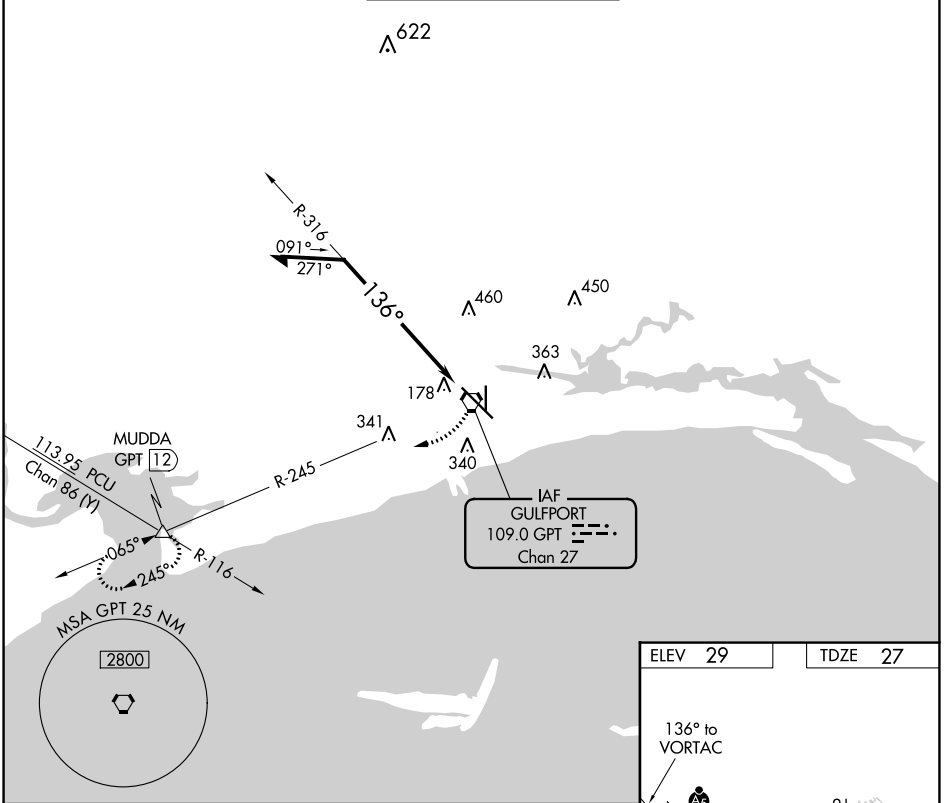 622
R-316
091°
271°
136°
460
450
363
178
341
MUDDA
GPT 12
340
113.95 PCU
Chan 86 (Y)
R-245
IAF
GULFPORT
109.0 GPT
Chan 27
065°
245°
R-116
MSA GPT 25 NM
2800
ELEV 29
TDZE 27
136° to
VORTAC